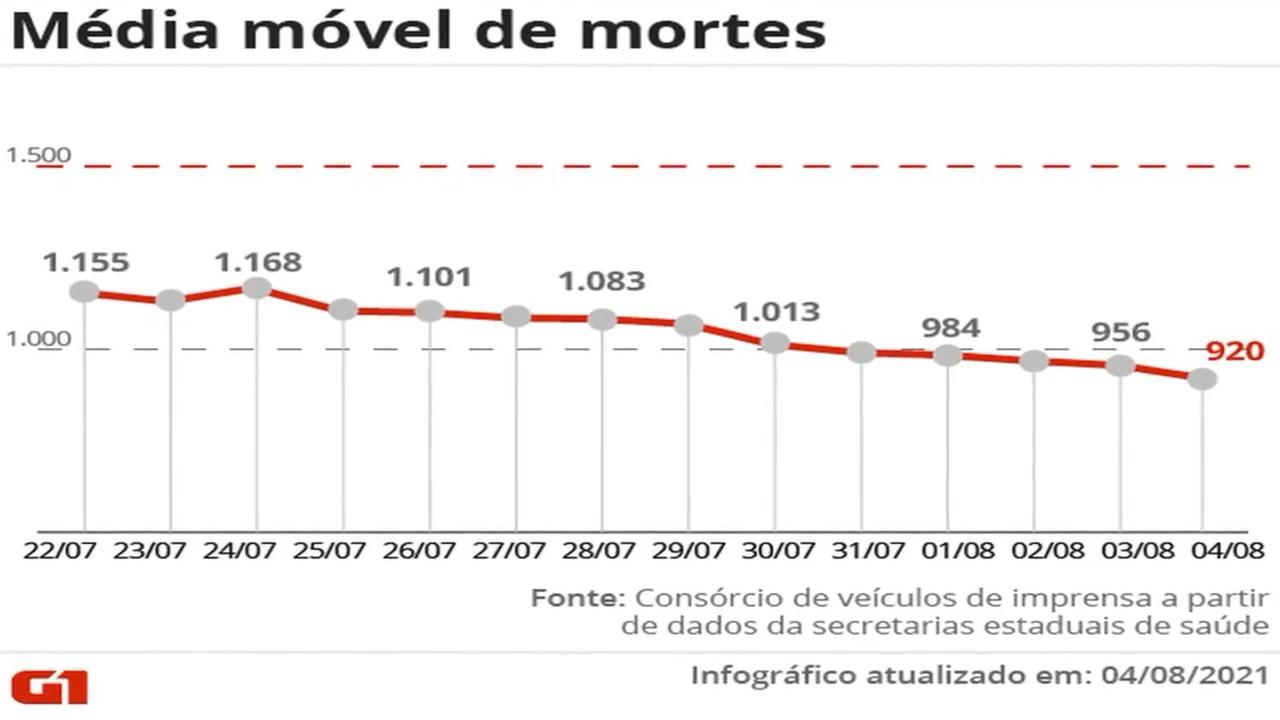 Média móvel de mortes
1.500
1.155
1.168
1.101
1.083
1.013
984
956
920
1.000
22/07 23/07 24/07 25/07 26/07 27/07 28/07 29/07 30/07 31/07 01/08 02/08 03/08 04/08
Fonte: Consórcio de veículos de imprensa a partir
de dados da secretarias estaduais de saúde
G1
Infográfico atualizado em: 04/08/2021